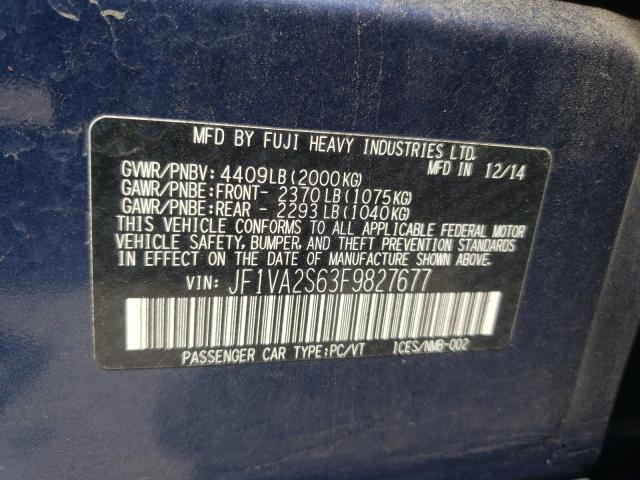 MFD BY FUJI HEAVY INDUSTRIES LTD.
MFD IN 12/14
GVWR/PNBV: 4409LB (2000KG)
GAWR/PNBE: FRONT- 2370 LB (1075KG)
GAWR/PNBE: REAR - 2293 LB (1040KG)
THIS VEHICLE CONFORMS TO ALL APPLICABLE FEDERAL MOTOR
VEHICLE SAFETY, BUMPER, AND THEFT PREVENTION STANDARDS
IN EFFECT ON THE DATE OF MANUFACTURE SHOWN ABOVE.
VIN: JF1VA2S63F9827677
PASSENGER CAR TYPE:PC/VT ICES/NMB-002